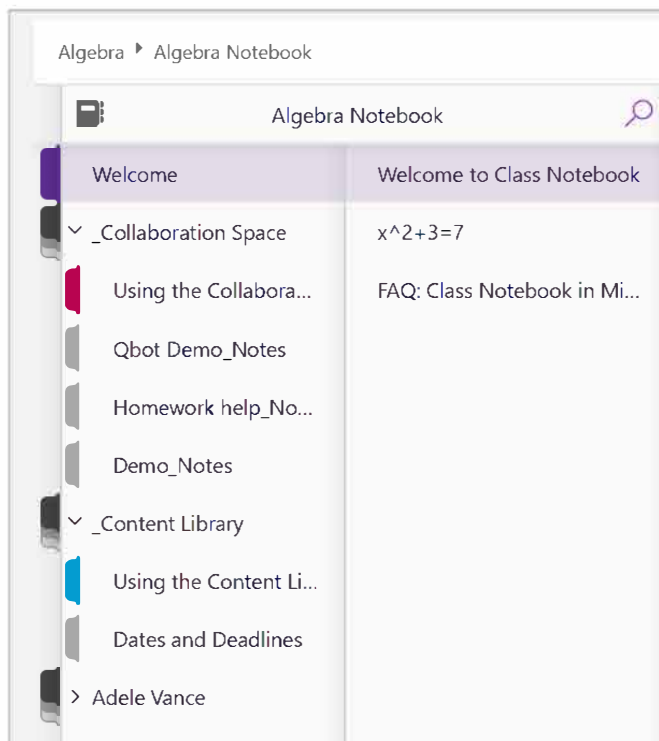 Algebra Algebra Notebook
Algebra Notebook
Welcome
_Collaboration Space
Using the Collabora...
Qbot Demo_Notes
Homework help_No...
Demo_Notes
_Content Library
Using the Content Li...
Dates and Deadlines
Adele Vance
Welcome to Class Notebook
x^2+3=7
FAQ: Class Notebook in Mi...